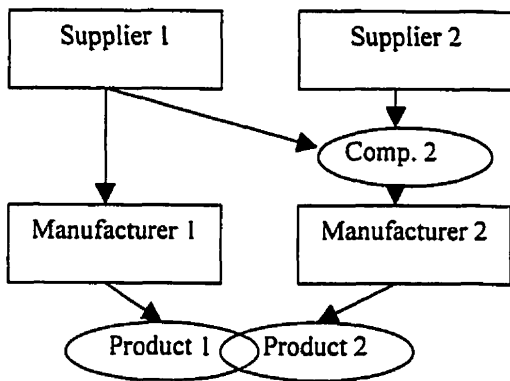 Supplier 1
Supplier 2
Comp. 2
Manufacturer 1
Manufacturer 2
Product 1
Product 2